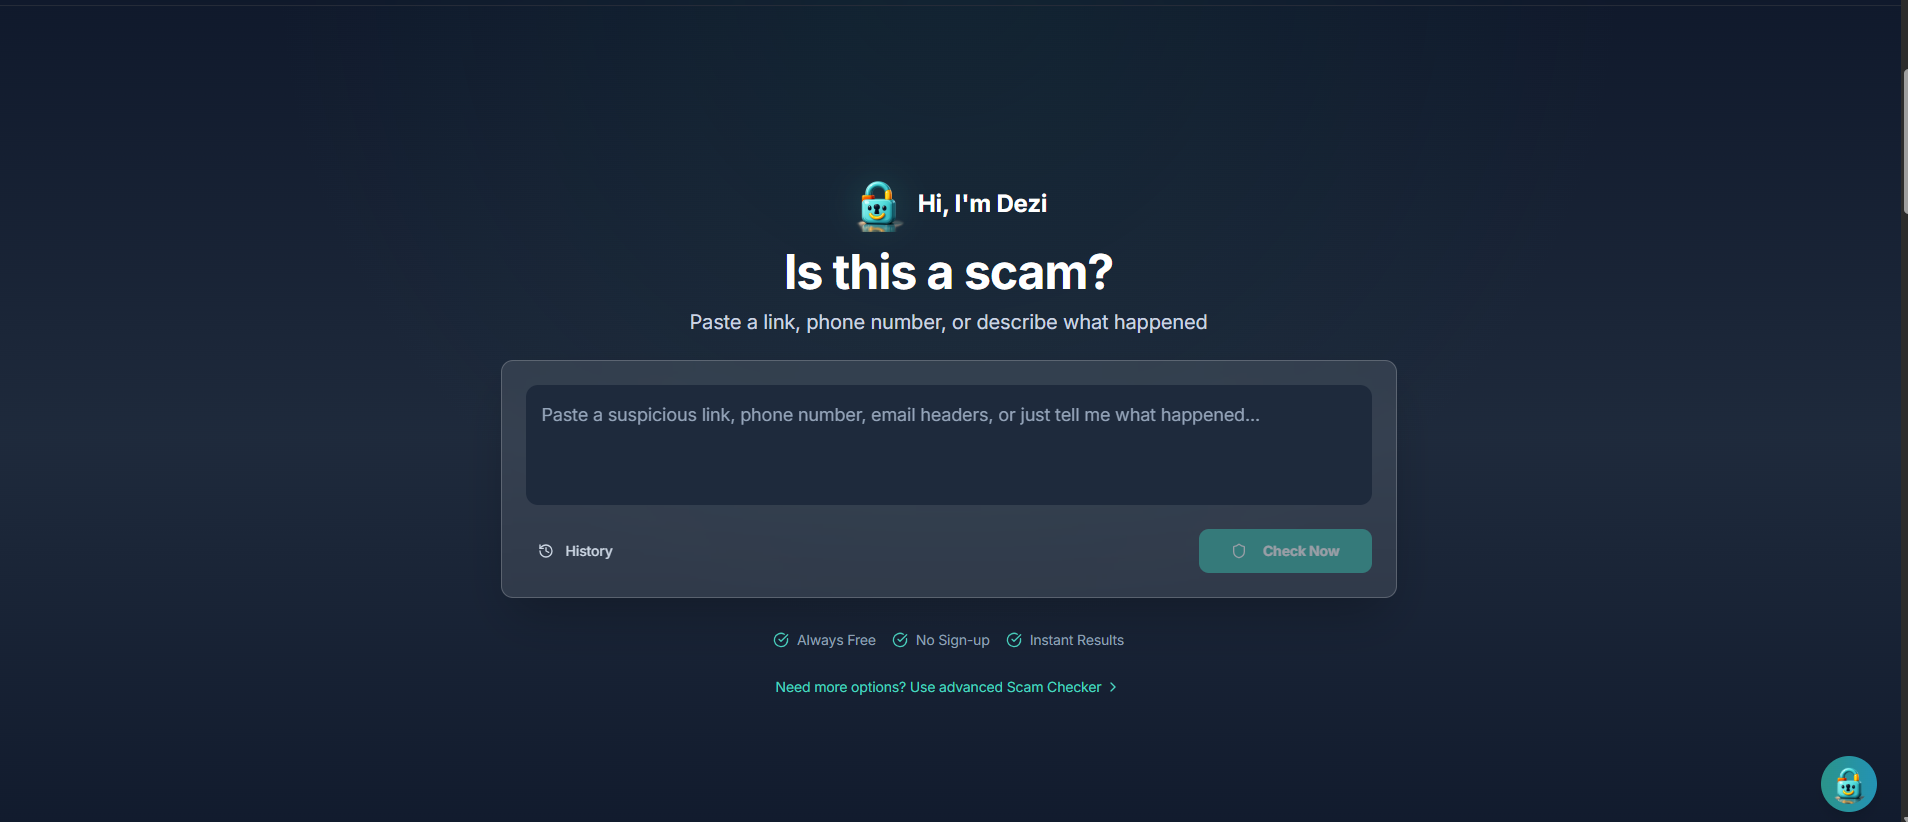 Hi, I'm Dezi
Is this a scam?
Paste a link, phone number, or describe what happened
Paste a suspicious link, phone number, email headers, or just tell me what happened...
History
Check Now
Always Free
No Sign-up
Instant Results
Need more options? Use advanced Scam Checker